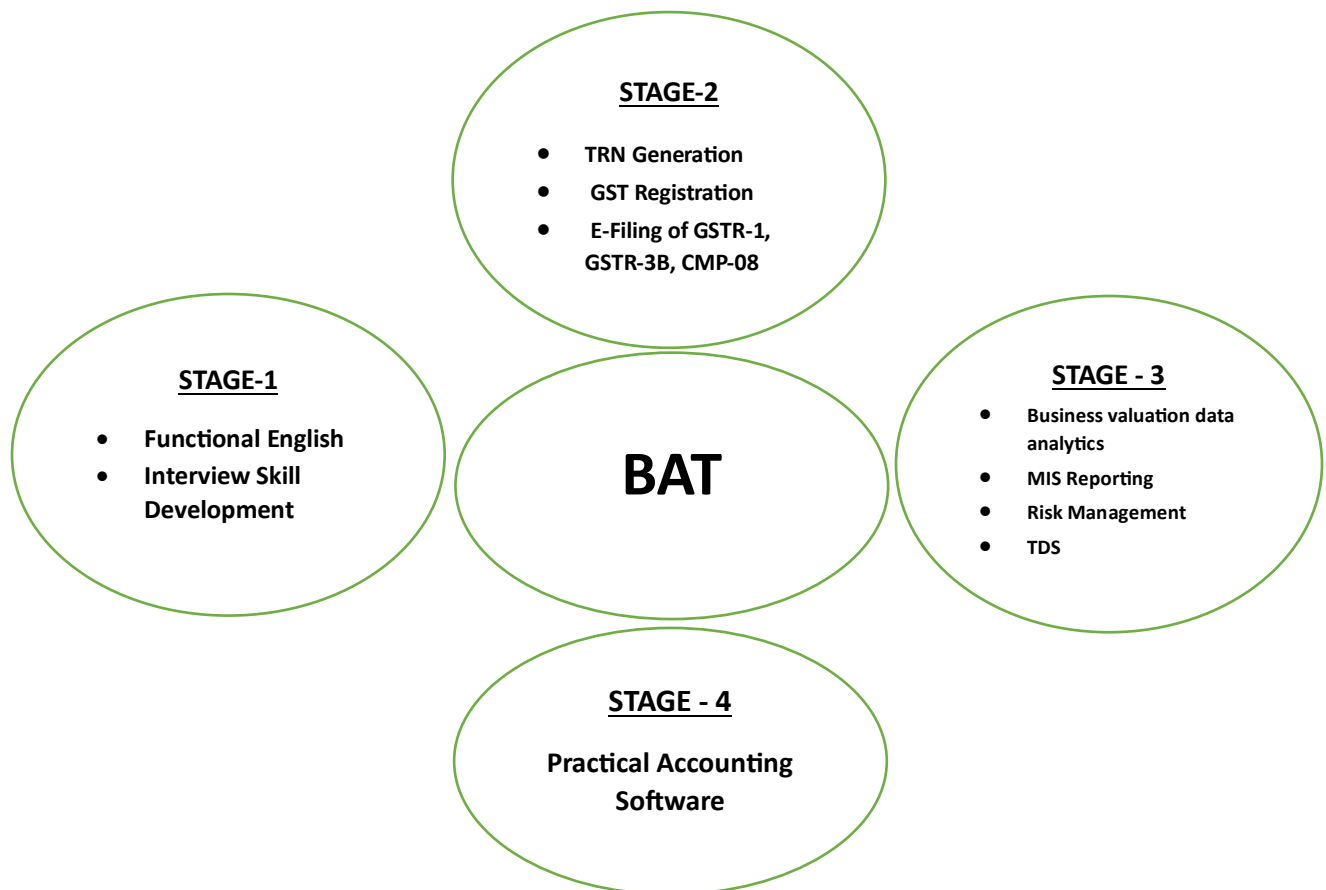 STAGE-2
• TRN Generation
• GST Registration
• E-Filing of GSTR-1,
GSTR-3B, CMP-08
STAGE-1
• Functional English
• Interview Skill
Development
BAT
STAGE - 3
• Business valuation data
analytics
• MIS Reporting
• Risk Management
• TDS
STAGE - 4
Practical Accounting
Software